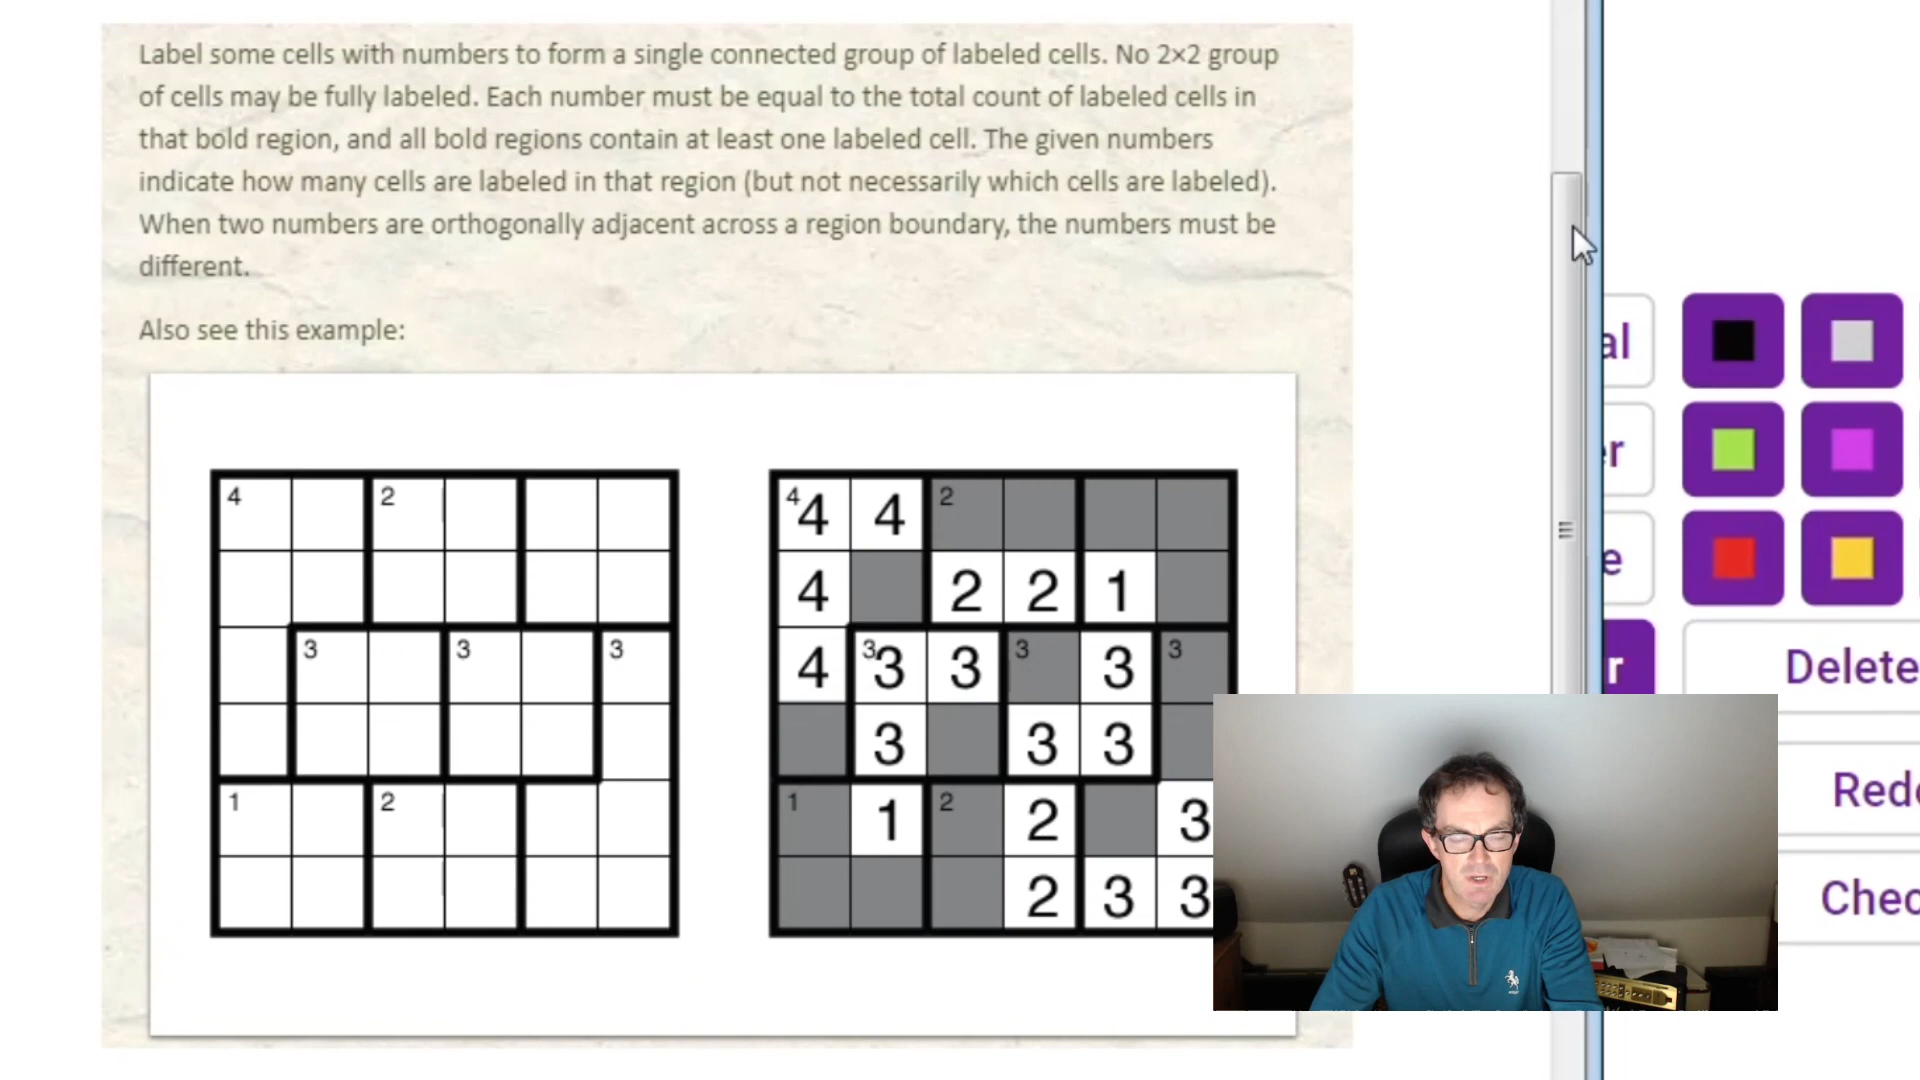 Label some cells with numbers to form a single connected group of labeled cells. No 2×2 group
of cells may be fully labeled. Each number must be equal to the total count of labeled cells in
that bold region, and all bold regions contain at least one labeled cell. The given numbers
indicate how many cells are labeled in that region (but not necessarily which cells are labeled).
When two numbers are orthogonally adjacent across a region boundary, the numbers must be
different.
Also see this example:
4 2
3 3 3
1 2
4 4 4 2
4 2 2 1
4 3 3 3 3 3 3
3 3 3
1 1 2 2 3
2 3 3
al
er
e
r
Delete
Redo
Chec